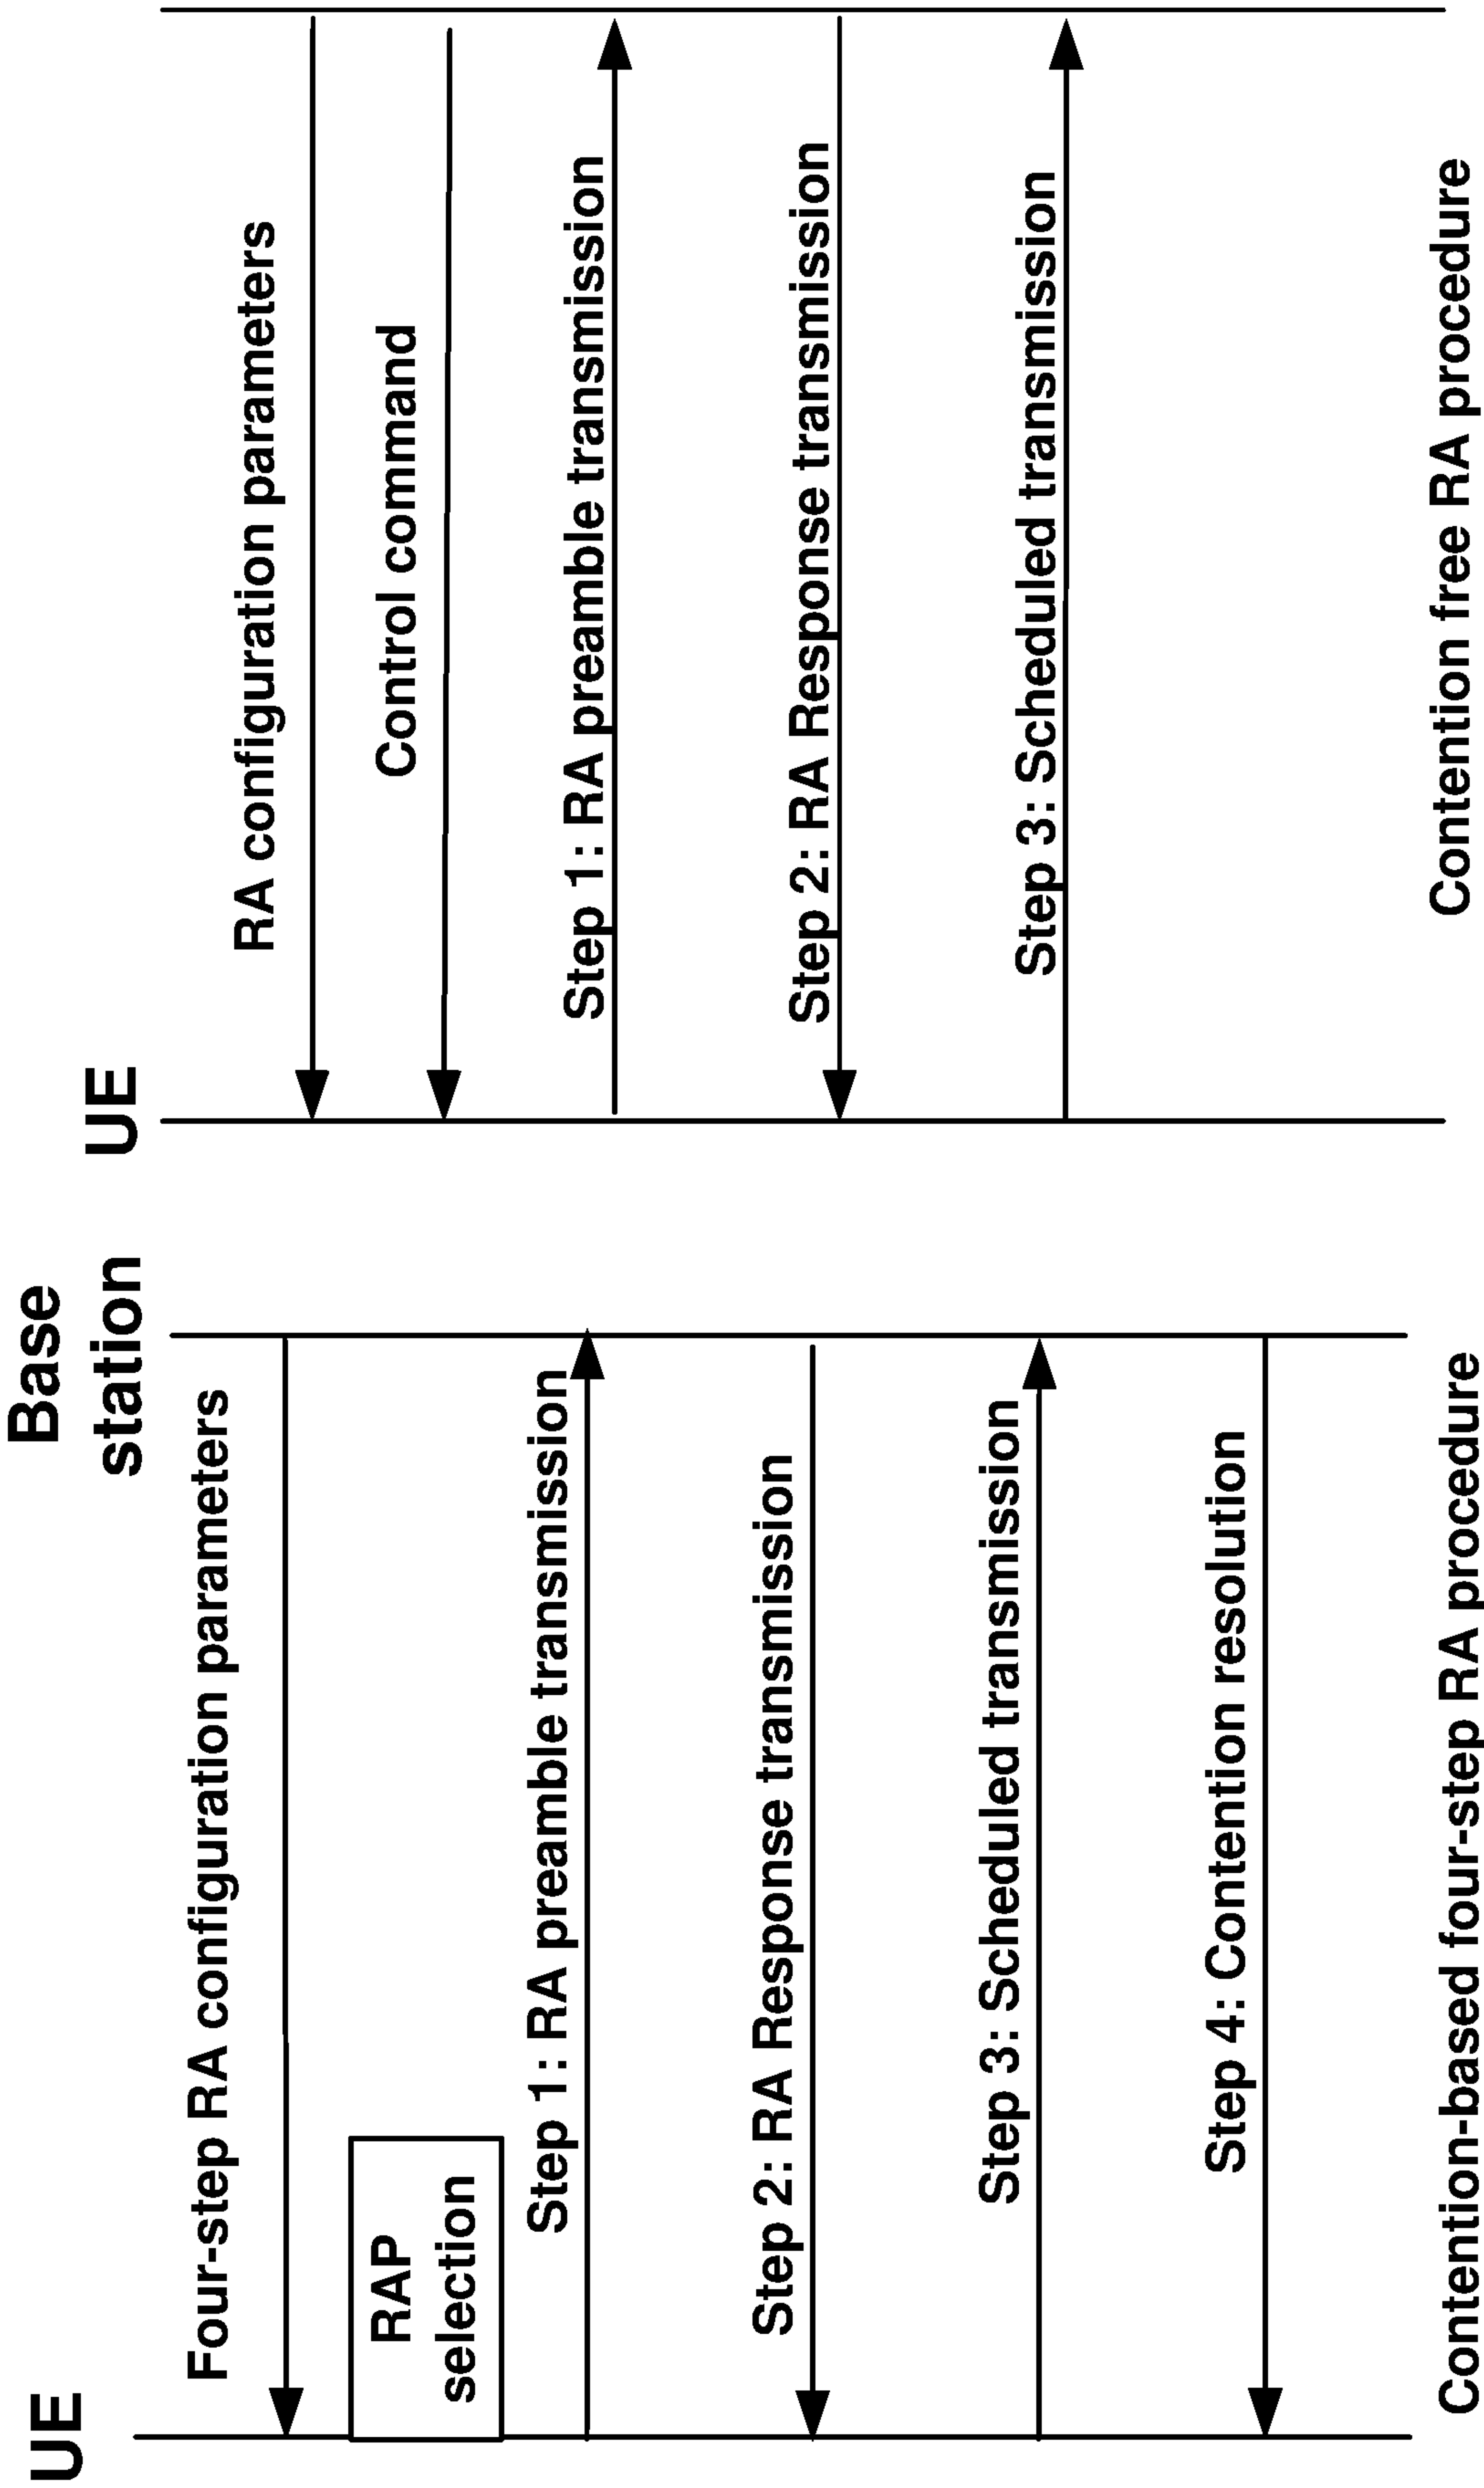 UE
Base
station
Four-step RA configuration parameters
RAP
selection
Step 1: RA preamble transmission
Step 2: RA Response transmission
Step 3: Scheduled transmission
Step 4: Contention resolution
Contention-based four-step RA procedure
UE
RA configuration parameters
Control command
Step 1: RA preamble transmission
Step 2: RA Response transmission
Step 3: Scheduled transmission
Contention free RA procedure